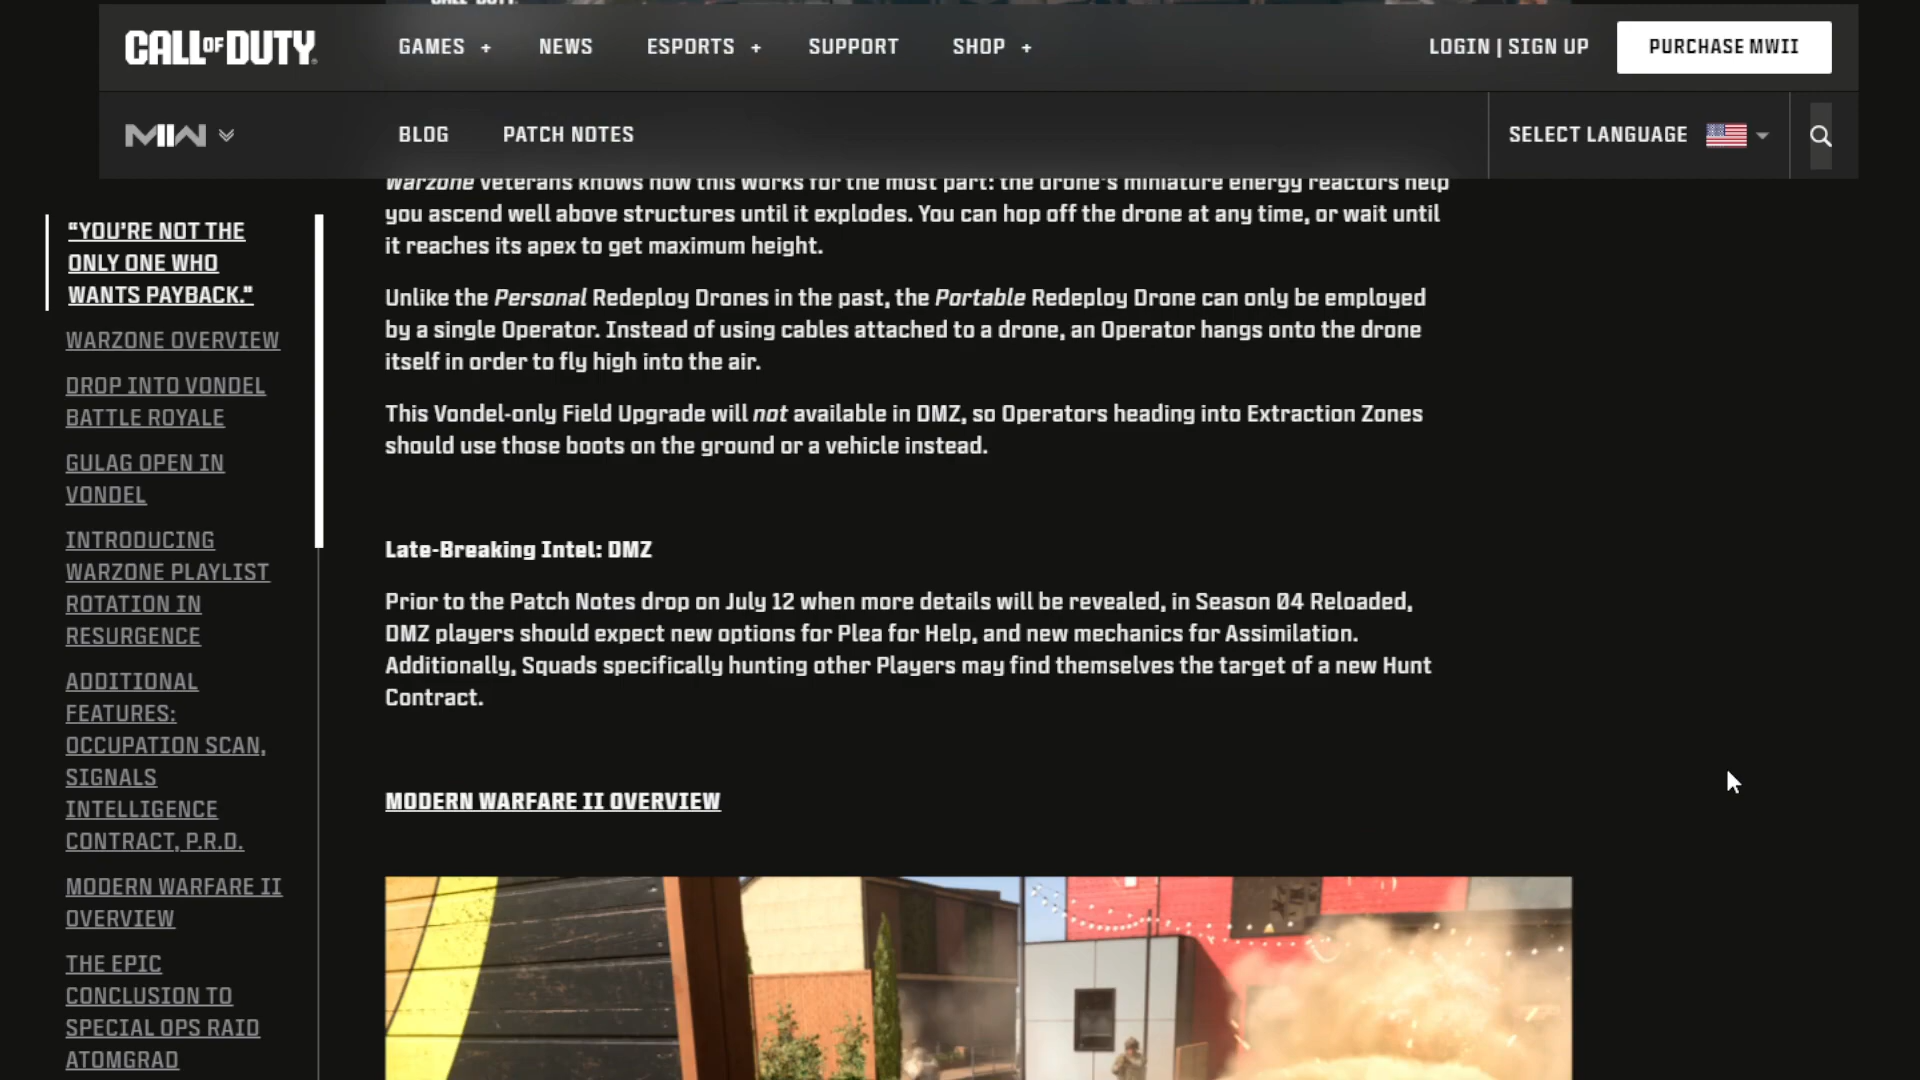 CALL OF DUTY
GAMES +
NEWS
ESPORTS +
SUPPORT
SHOP +
LOGIN | SIGN UP
PURCHASE MWII
MWII
BLOG
PATCH NOTES
SELECT LANGUAGE
"YOU'RE NOT THE
ONLY ONE WHO
WANTS PAYBACK."
WARZONE OVERVIEW
DROP INTO VONDEL
BATTLE ROYALE
GULAG OPEN IN
VONDEL
INTRODUCING
WARZONE PLAYLIST
ROTATION IN
RESURGENCE
ADDITIONAL
FEATURES:
OCCUPATION SCAN,
SIGNALS
INTELLIGENCE
CONTRACT, P.R.D.
MODERN WARFARE II
OVERVIEW
THE EPIC
CONCLUSION TO
SPECIAL OPS RAID
ATOMGRAD
Warzone veterans knows how this works for the most part: the drone's miniature energy reactors help
you ascend well above structures until it explodes. You can hop off the drone at any time, or wait until
it reaches its apex to get maximum height.
Unlike the Personal Redeploy Drones in the past, the Portable Redeploy Drone can only be employed
by a single Operator. Instead of using cables attached to a drone, an Operator hangs onto the drone
itself in order to fly high into the air.
This Vondel-only Field Upgrade will not available in DMZ, so Operators heading into Extraction Zones
should use those boots on the ground or a vehicle instead.
Late-Breaking Intel: DMZ
Prior to the Patch Notes drop on July 12 when more details will be revealed, in Season 04 Reloaded,
DMZ players should expect new options for Plea for Help, and new mechanics for Assimilation.
Additionally, Squads specifically hunting other Players may find themselves the target of a new Hunt
Contract.
MODERN WARFARE II OVERVIEW